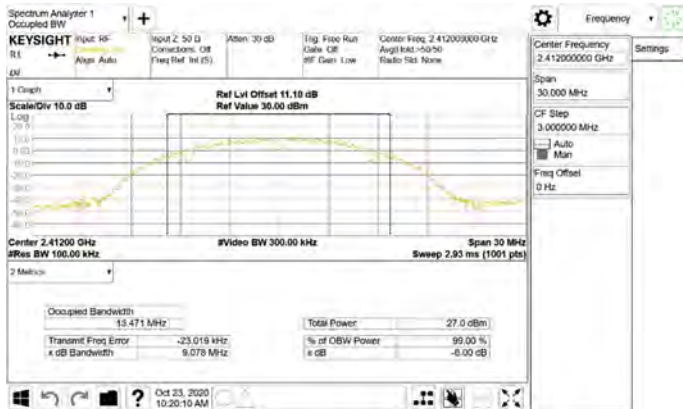 Spectrum Analyzer 1
Occupied BW
+
KEYSIGHT
Input: RF
Align: Auto
Input Z: 50 Ω
Corrections: Off
Freq Ref: Int (S)
Atten: 30 dB
Trig: Free Run
Gate: Off
#IF Gain: Low
Center Freq: 2.412000000 GHz
Avg|Hold:>50/50
Radio Std: None
1 Graph
Scale/Div 10.0 dB
Ref Lvl Offset 11.10 dB
Ref Value 30.00 dBm
Log
Center 2.41200 GHz
#Res BW 100.00 kHz
#Video BW 300.00 kHz
Span 30 MHz
Sweep 2.93 ms (1001 pts)
2 Metrics
Occupied Bandwidth
13.471 MHz
Total Power 27.0 dBm
Transmit Freq Error -23.019 kHz
% of OBW Power 99.00 %
x dB Bandwidth 9.078 MHz
x dB -6.00 dB
?
Oct 23, 2020
10:20:10 AM
Frequency
Center Frequency
2.412000000 GHz
Settings
Span
30.000 MHz
CF Step
3.000000 MHz
Auto
Man
Freq Offset
0 Hz